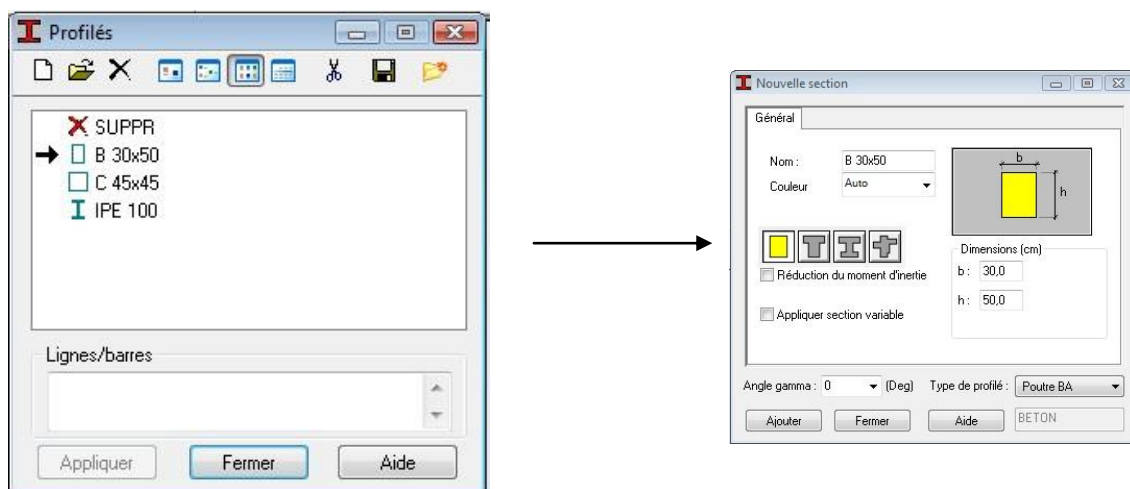 Profilés
SUPPR
B 30x50
C 45x45
IPE 100
Lignes/barres
Appliquer
Fermer
Aide
Nouvelle section
Général
Nom : B 30x50
Couleur Auto
b
h
Réduction du moment d'inertie
Appliquer section variable
Dimensions (cm)
b : 30,0
h : 50,0
Angle gamma : 0 (Deg) Type de profilé : Poutre BA
Ajouter Fermer Aide BETON